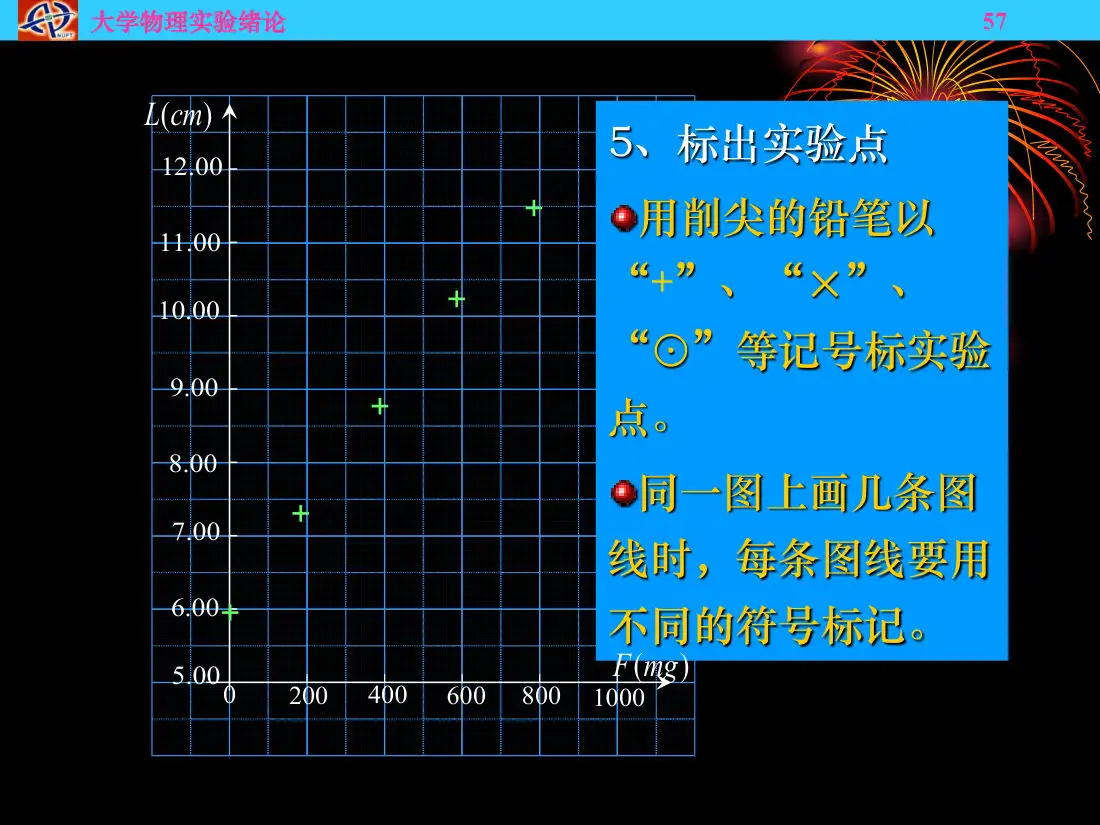 大学物理实验绪论
57
NUPT
L(cm)
12.00
11.00
10.00
9.00
8.00
7.00
6.00
5.00
0
200
400
600
800
1000
F(mg)
5、标出实验点
用削尖的铅笔以
“+”、“×”、
“⊙”等记号标实验
点。
同一图上画几条图
线时，每条图线要用
不同的符号标记。